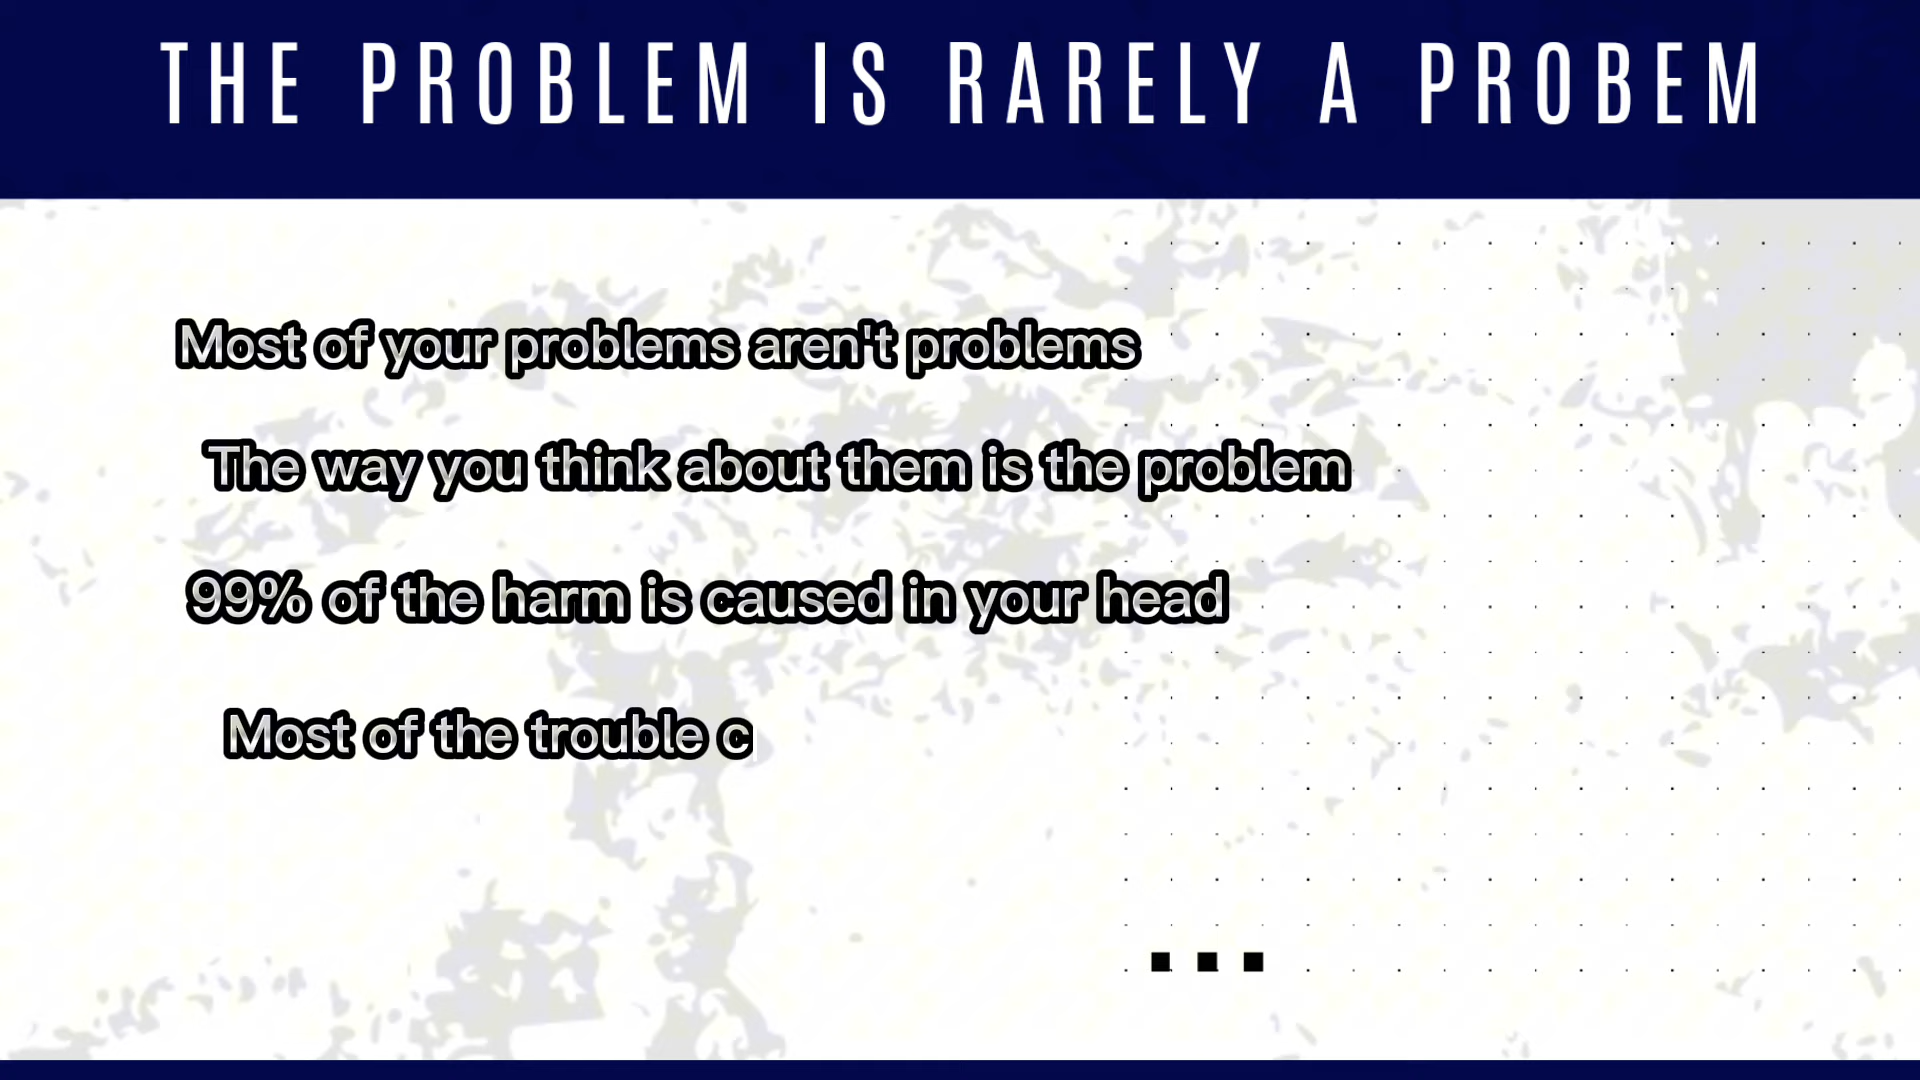 THE PROBLEM IS RARELY A PROBEM
Most of your problems aren't problems
The way you think about them is the problem
99% of the harm is caused in your head
Most of the trouble c